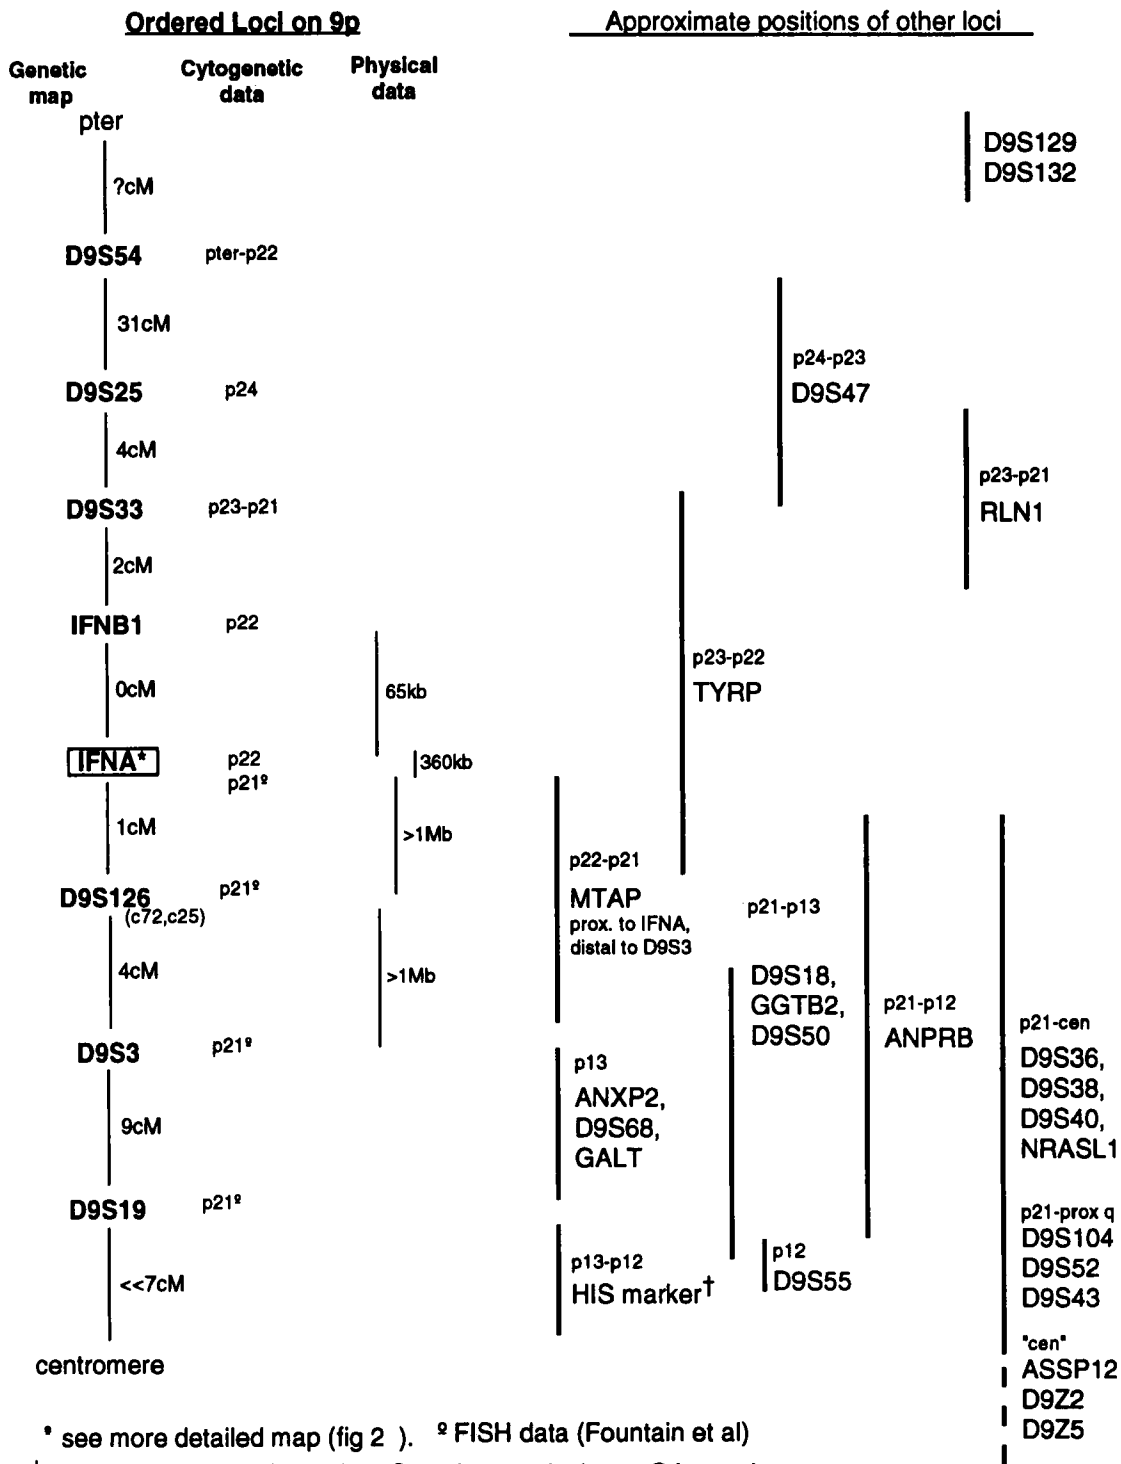 Ordered Loci on 9p
Approximate positions of other loci
Genetic map
Cytogenetic data
Physical data
pter
?cM
D9S54
pter-p22
31cM
D9S25
p24
4cM
D9S33
p23-p21
2cM
IFNB1
p22
0cM
65kb
IFNA*
p22
p21º
360kb
1cM
>1Mb
D9S126
(c72,c25)
p21º
4cM
>1Mb
D9S3
p21º
9cM
D9S19
p21º
<<7cM
centromere
D9S129
D9S132
p24-p23
D9S47
p23-p21
RLN1
p23-p22
TYRP
p22-p21
MTAP
prox. to IFNA,
distal to D9S3
p21-p13
D9S18,
GGTB2,
D9S50
p21-p12
ANPRB
p21-cen
D9S36,
D9S38,
D9S40,
NRASL1
p13
ANXP2,
D9S68,
GALT
p21-prox q
D9S104
D9S52
D9S43
p13-p12
HIS marker†
p12
D9S55
"cen"
ASSP12
D9Z2
D9Z5
* see more detailed map (fig 2 ). º FISH data (Fountain et al)